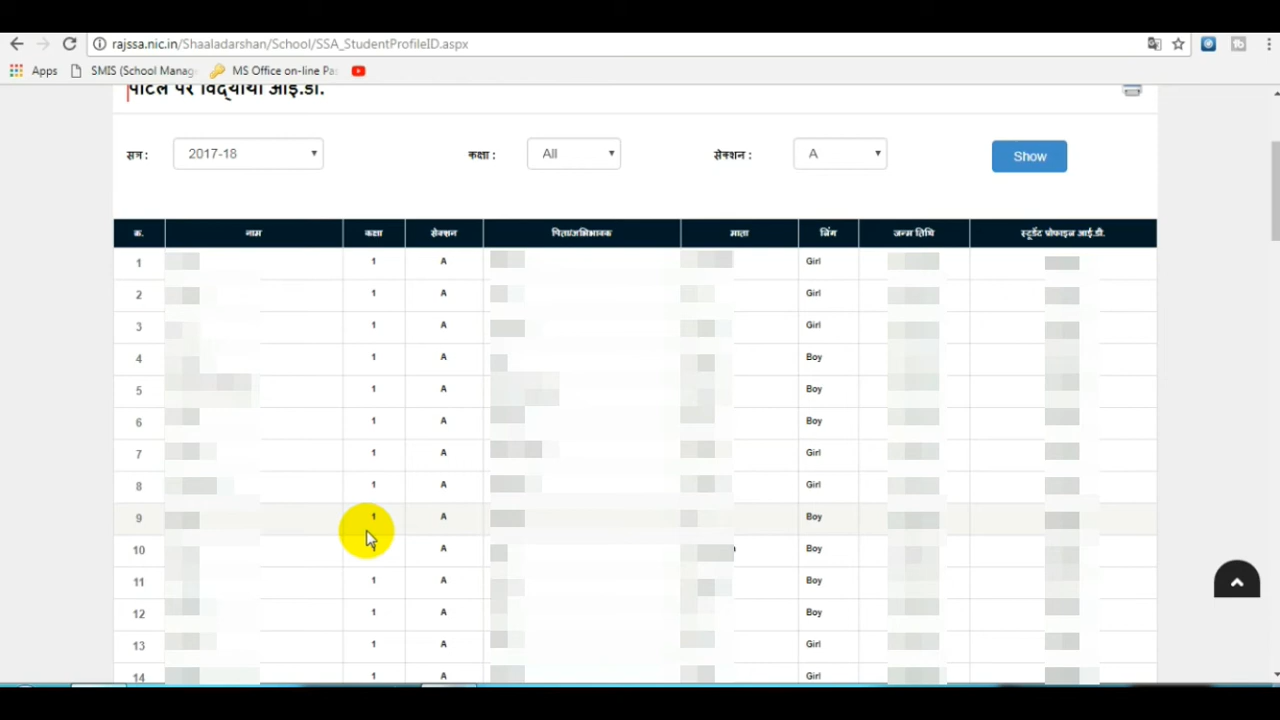 rajssa.nic.in/Shaaladarshan/School/SSA_StudentProfileID.aspx
Apps SMIS (School Manag MS Office on-line Pas
पोर्टल पर विद्यार्थी आई.डी.
सत्र : 2017-18 कक्षा : All सेक्शन : A Show
क्र. नाम कक्षा सेक्शन पिता/अभिभावक माता लिंग जन्म तिथि स्टूडेंट प्रोफाइल आई.डी.
1 1 A Girl
2 1 A Girl
3 1 A Girl
4 1 A Boy
5 1 A Boy
6 1 A Boy
7 1 A Girl
8 1 A Girl
9 1 A Boy
10 1 A Boy
11 1 A Boy
12 1 A Boy
13 1 A Girl
14 1 A Girl